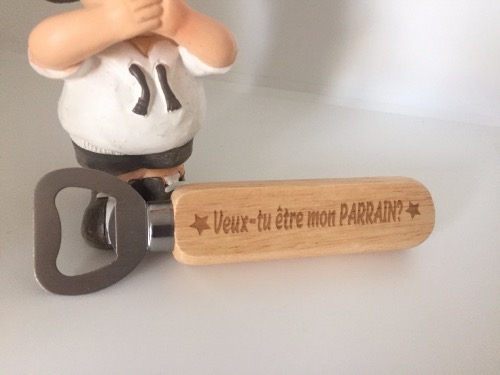 Veux-tu être mon PARRAIN?